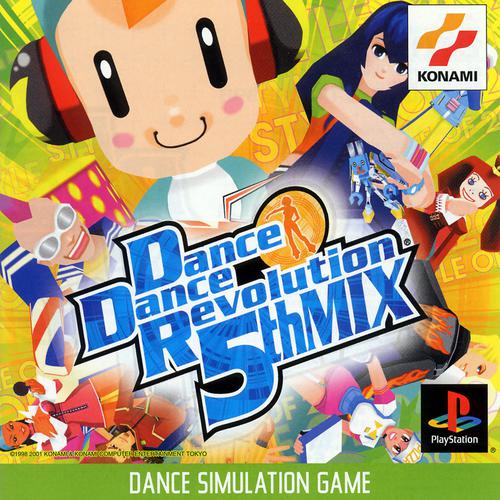 KONAMI
Dance
Dance
Revolution
5thMIX
®
PlayStation
©1998 2001 KONAMI & KONAMI COMPUTER ENTERTAINMENT TOKYO
DANCE SIMULATION GAME